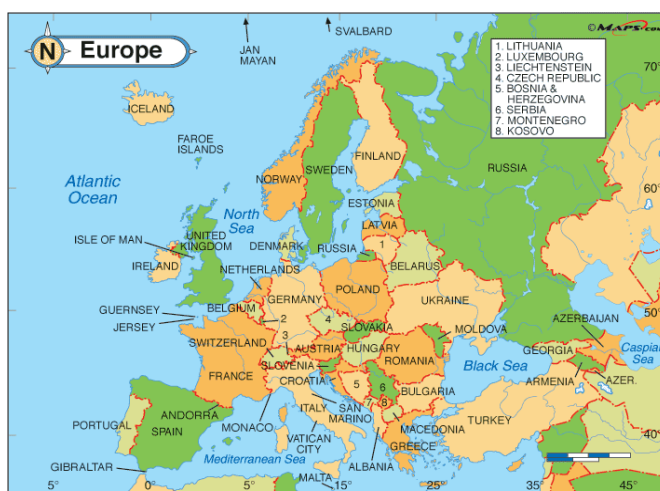 N Europe
JAN
MAYEN
SVALBARD
©MAPS.COM
1. LITHUANIA
2. LUXEMBOURG
3. LIECHTENSTEIN
4. CZECH REPUBLIC
5. BOSNIA &
HERZEGOVINA
6. SERBIA
7. MONTENEGRO
8. KOSOVO
70°
ICELAND
FAROE
ISLANDS
FINLAND
RUSSIA
SWEDEN
NORWAY
Atlantic
Ocean
60°
ESTONIA
North
Sea
LATVIA
ISLE OF MAN
UNITED
KINGDOM
DENMARK
RUSSIA
1
IRELAND
NETHERLANDS
BELARUS
POLAND
GERMANY
UKRAINE
GUERNSEY
JERSEY
BELGIUM
2
4
50°
AZERBAIJAN
SLOVAKIA
MOLDOVA
3
SWITZERLAND
AUSTRIA
HUNGARY
Caspian
Sea
GEORGIA
ROMANIA
SLOVENIA
Black Sea
FRANCE
CROATIA
5
6
ARMENIA
AZER.
BULGARIA
7
8
ANDORRA
ITALY
SAN
MARINO
PORTUGAL
SPAIN
MONACO
VATICAN
CITY
MACEDONIA
TURKEY
40°
GREECE
Mediterranean Sea
ALBANIA
GIBRALTAR
MALTA
5°
0°
15°
25°
35°
45°